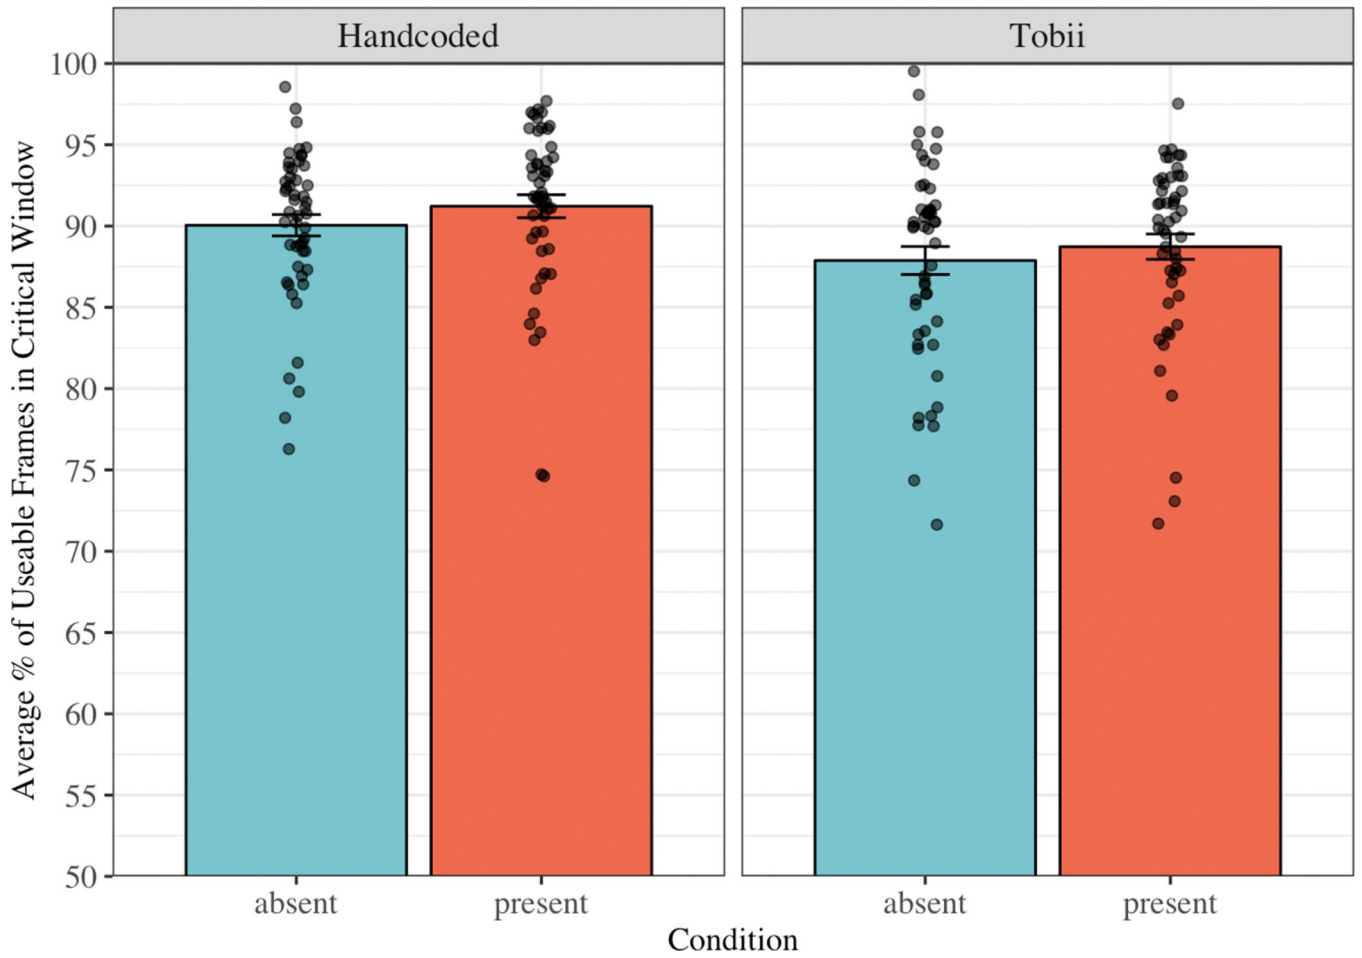 Handcoded
Tobii
Average % of Useable Frames in Critical Window
100
95
90
85
80
75
70
65
60
55
50
absent
present
absent
present
Condition